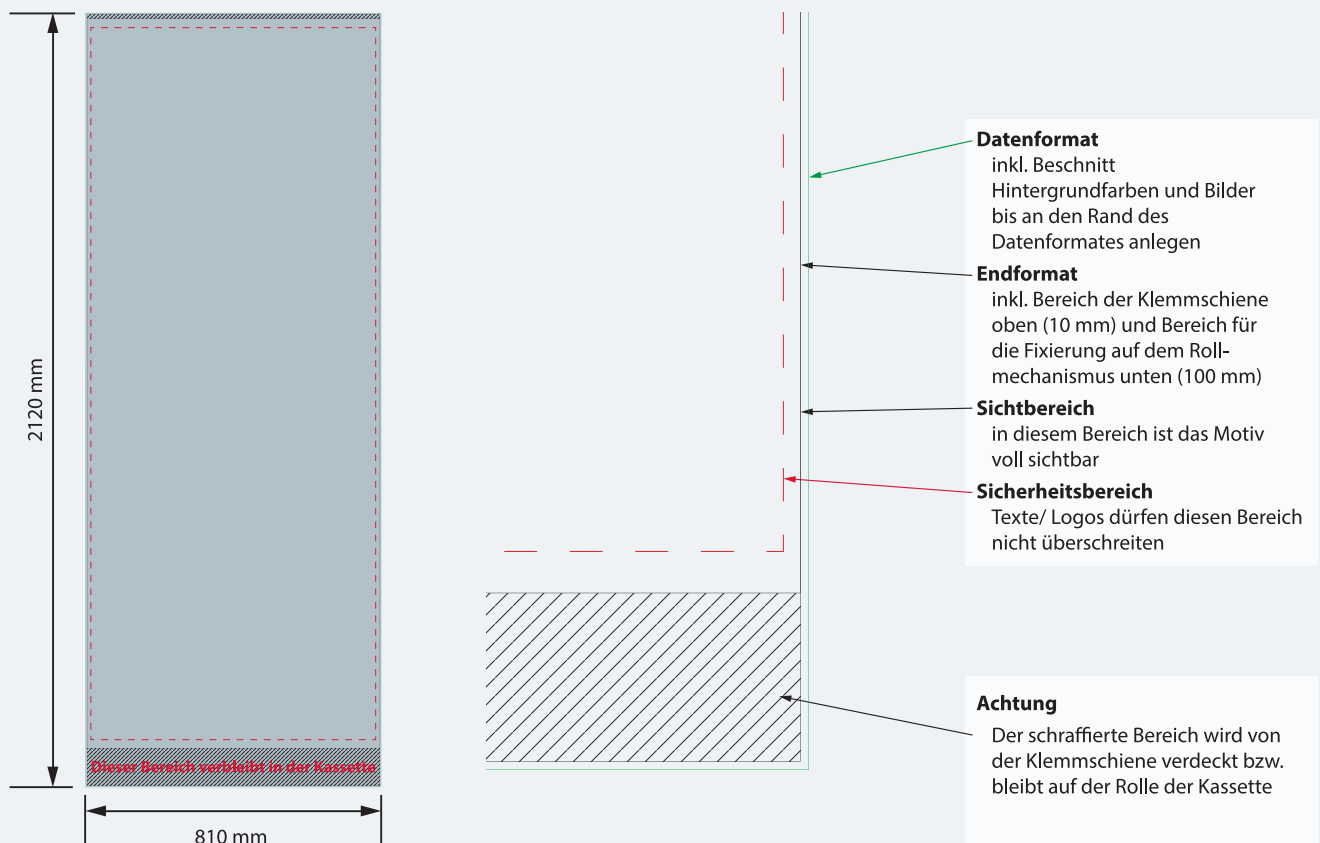 2120 mm
Dieser Bereich verbleibt in der Kassette
810 mm
Datenformat
inkl. Beschnitt
Hintergrundfarben und Bilder
bis an den Rand des
Datenformates anlegen
Endformat
inkl. Bereich der Klemmschiene
oben (10 mm) und Bereich für
die Fixierung auf dem Roll-
mechanismus unten (100 mm)
Sichtbereich
in diesem Bereich ist das Motiv
voll sichtbar
Sicherheitsbereich
Texte/ Logos dürfen diesen Bereich
nicht überschreiten
Achtung
Der schraffierte Bereich wird von
der Klemmschiene verdeckt bzw.
bleibt auf der Rolle der Kassette